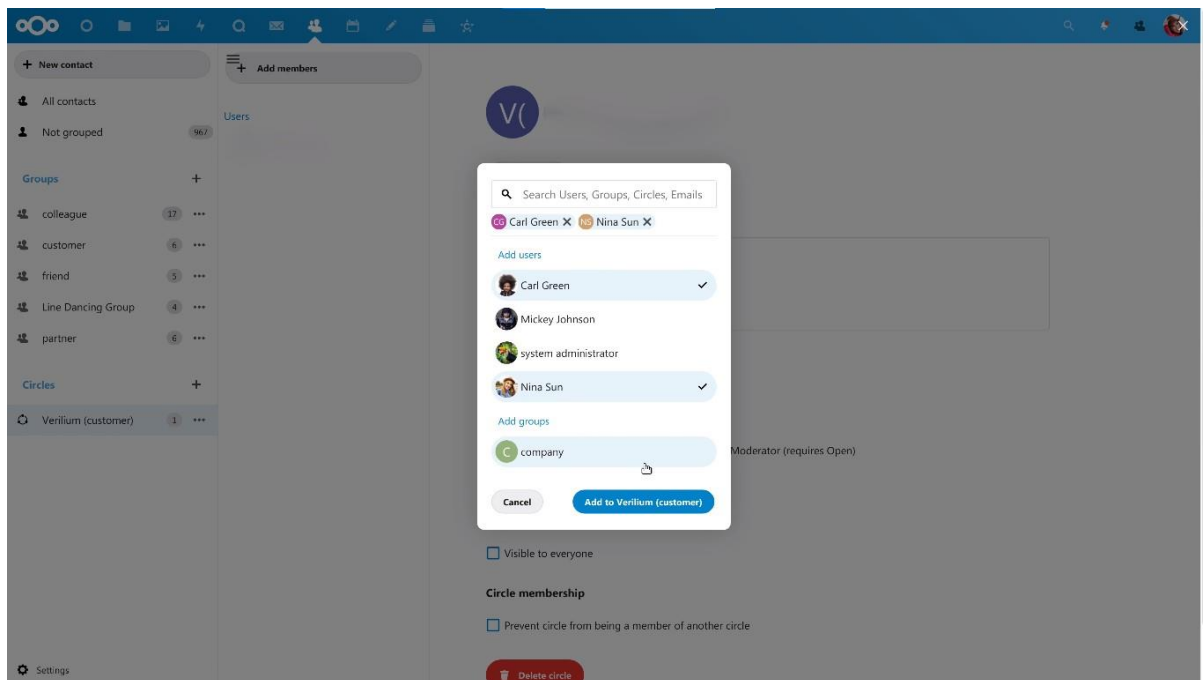 + New contact
All contacts
Not grouped 967
Groups +
colleague 17 •••
customer 6 •••
friend 5 •••
Line Dancing Group 4 •••
partner 6 •••
Circles +
Verilium (customer) 1 •••
Settings
Add members
Users
V(
Search Users, Groups, Circles, Emails
CG Carl Green NS Nina Sun
Add users
Carl Green
Mickey Johnson
system administrator
Nina Sun
Add groups
C company
Cancel Add to Verilium (customer)
Moderator (requires Open)
Visible to everyone
Circle membership
Prevent circle from being a member of another circle
Delete circle